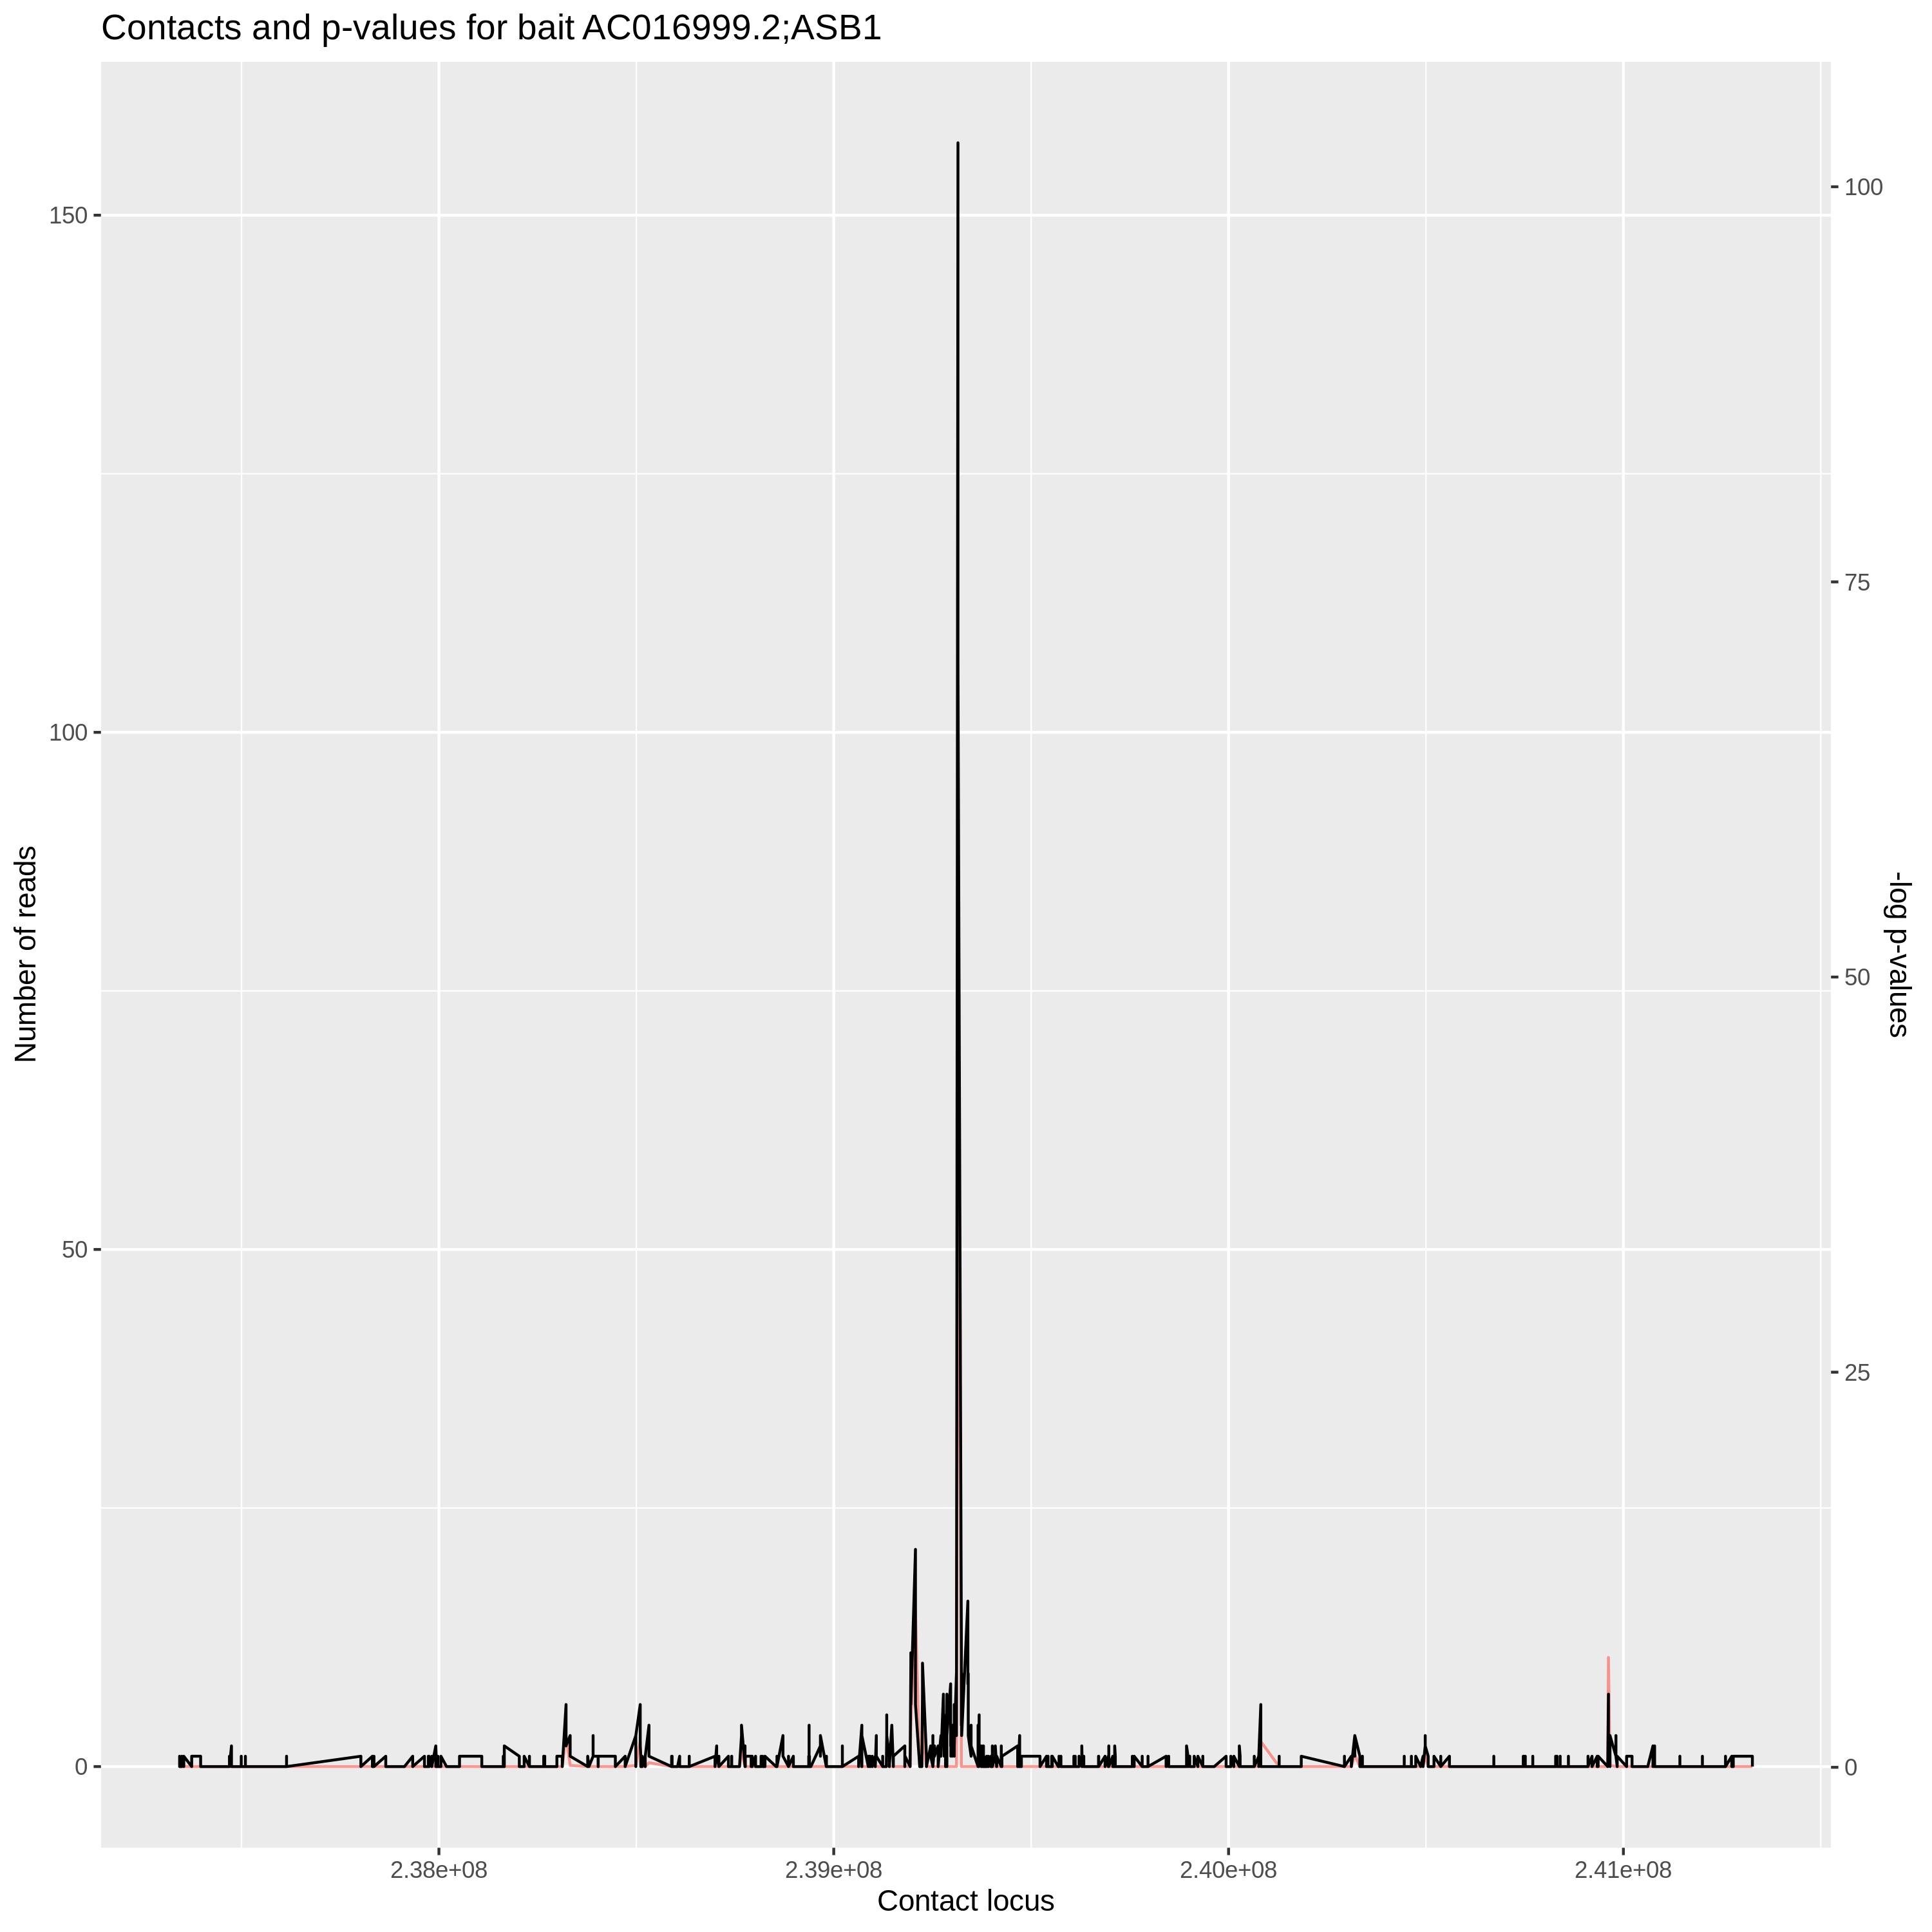 Contacts and p-values for bait AC016999.2;ASB1
150
100
50
0
Number of reads
100
75
50
25
0
-log p-values
2.38e+08
2.39e+08
2.40e+08
2.41e+08
Contact locus